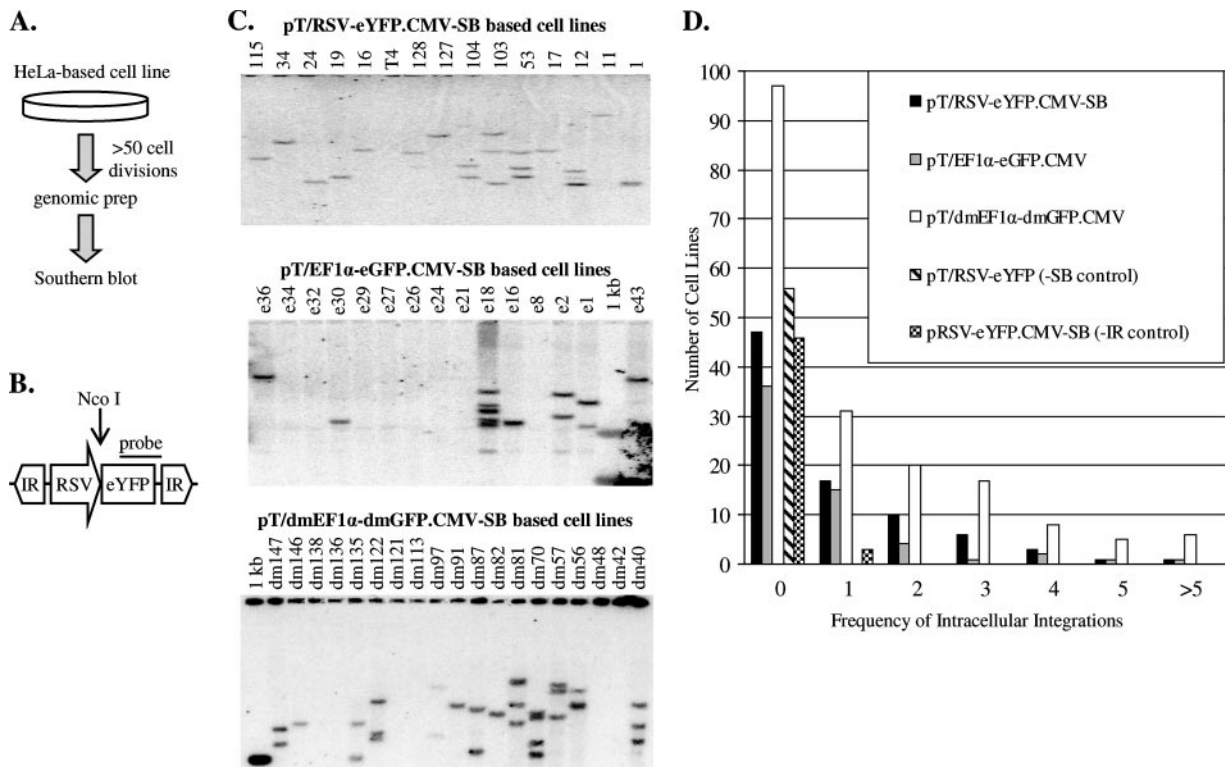 A.
HeLa-based cell line
>50 cell
divisions
genomic prep
Southern blot
B.
Nco I
probe
IR RSV eYFP IR
C.
pT/RSV-eYFP.CMV-SB based cell lines
115 34 24 19 16 T4 128 127 104 103 53 17 12 11 1
pT/EF1α-eGFP.CMV-SB based cell lines
e36 e34 e32 e30 e29 e27 e26 e24 e21 e18 e16 e8 e2 e1 1 kb e43
pT/dmEF1α-dmGFP.CMV-SB based cell lines
1 kb dm147 dm146 dm138 dm136 dm135 dm122 dm121 dm113 dm97 dm91 dm87 dm82 dm81 dm70 dm57 dm56 dm48 dm42 dm40
D.
Number of Cell Lines
100
90
80
70
60
50
40
30
20
10
0
pT/RSV-eYFP.CMV-SB
pT/EF1α-eGFP.CMV
pT/dmEF1α-dmGFP.CMV
pT/RSV-eYFP (-SB control)
pRSV-eYFP.CMV-SB (-IR control)
0 1 2 3 4 5 >5
Frequency of Intracellular Integrations